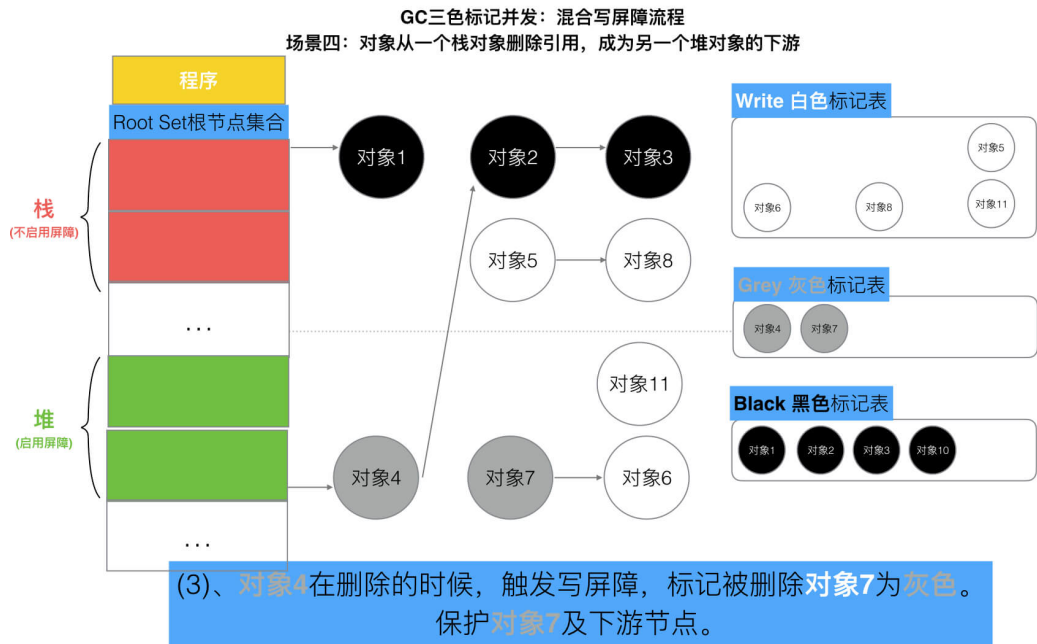 GC三色标记并发：混合写屏障流程
场景四：对象从一个栈对象删除引用，成为另一个堆对象的下游
程序
Root Set根节点集合
栈
(不启用屏障)
...
堆
(启用屏障)
...
对象1
对象2
对象3
对象5
对象8
对象11
对象4
对象7
对象6
Write 白色标记表
对象5
对象6
对象8
对象11
Grey 灰色标记表
对象4
对象7
Black 黑色标记表
对象1
对象2
对象3
对象10
(3)、对象4在删除的时候，触发写屏障，标记被删除对象7为灰色。
保护对象7及下游节点。